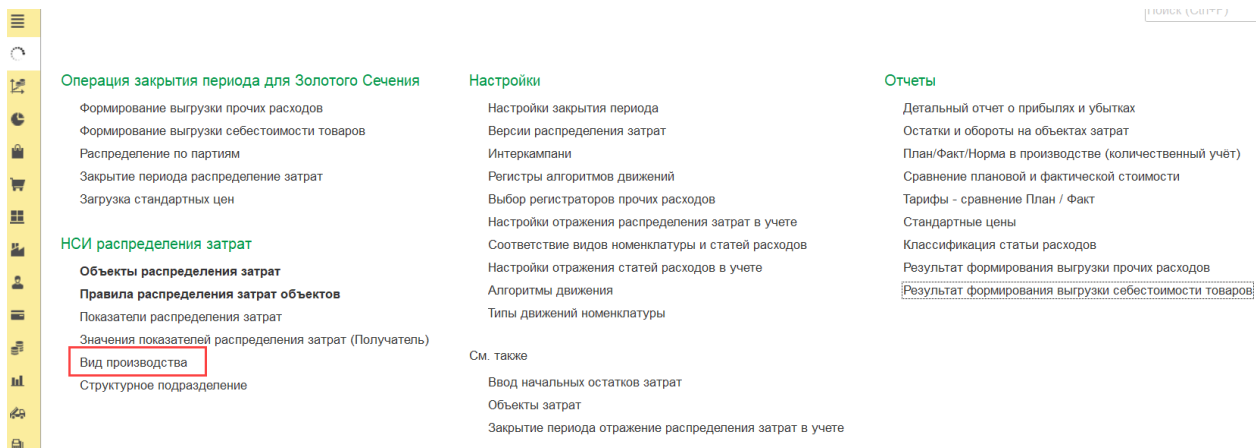 Поиск (Ctrl+F)
Операция закрытия периода для Золотого Сечения
Формирование выгрузки прочих расходов
Формирование выгрузки себестоимости товаров
Распределение по партиям
Закрытие периода распределение затрат
Загрузка стандартных цен
НСИ распределения затрат
Объекты распределения затрат
Правила распределения затрат объектов
Показатели распределения затрат
Значения показателей распределения затрат (Получатель)
Вид производства
Структурное подразделение
Настройки
Настройки закрытия периода
Версии распределения затрат
Интеркампани
Регистры алгоритмов движений
Выбор регистраторов прочих расходов
Настройки отражения распределения затрат в учете
Соответствие видов номенклатуры и статей расходов
Настройки отражения статей расходов в учете
Алгоритмы движения
Типы движений номенклатуры
См. также
Ввод начальных остатков затрат
Объекты затрат
Закрытие периода отражение распределения затрат в учете
Отчеты
Детальный отчет о прибылях и убытках
Остатки и обороты на объектах затрат
План/Факт/Норма в производстве (количественный учёт)
Сравнение плановой и фактической стоимости
Тарифы - сравнение План / Факт
Стандартные цены
Классификация статьи расходов
Результат формирования выгрузки прочих расходов
Результат формирования выгрузки себестоимости товаров